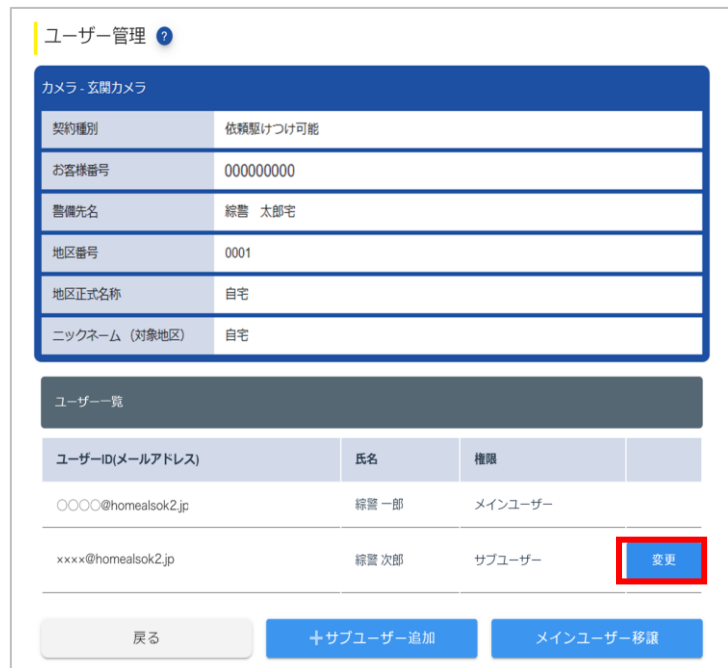 ユーザー管理 ?
カメラ - 玄関カメラ
契約種別 依頼駆けつけ可能
お客様番号 000000000
警備先名 綜警　太郎宅
地区番号 0001
地区正式名称 自宅
ニックネーム（対象地区） 自宅
ユーザー一覧
ユーザーID(メールアドレス) 氏名 権限
〇〇〇〇@homealsok2.jp 綜警 一郎 メインユーザー
××××@homealsok2.jp 綜警 次郎 サブユーザー 変更
戻る ＋サブユーザー追加 メインユーザー移譲